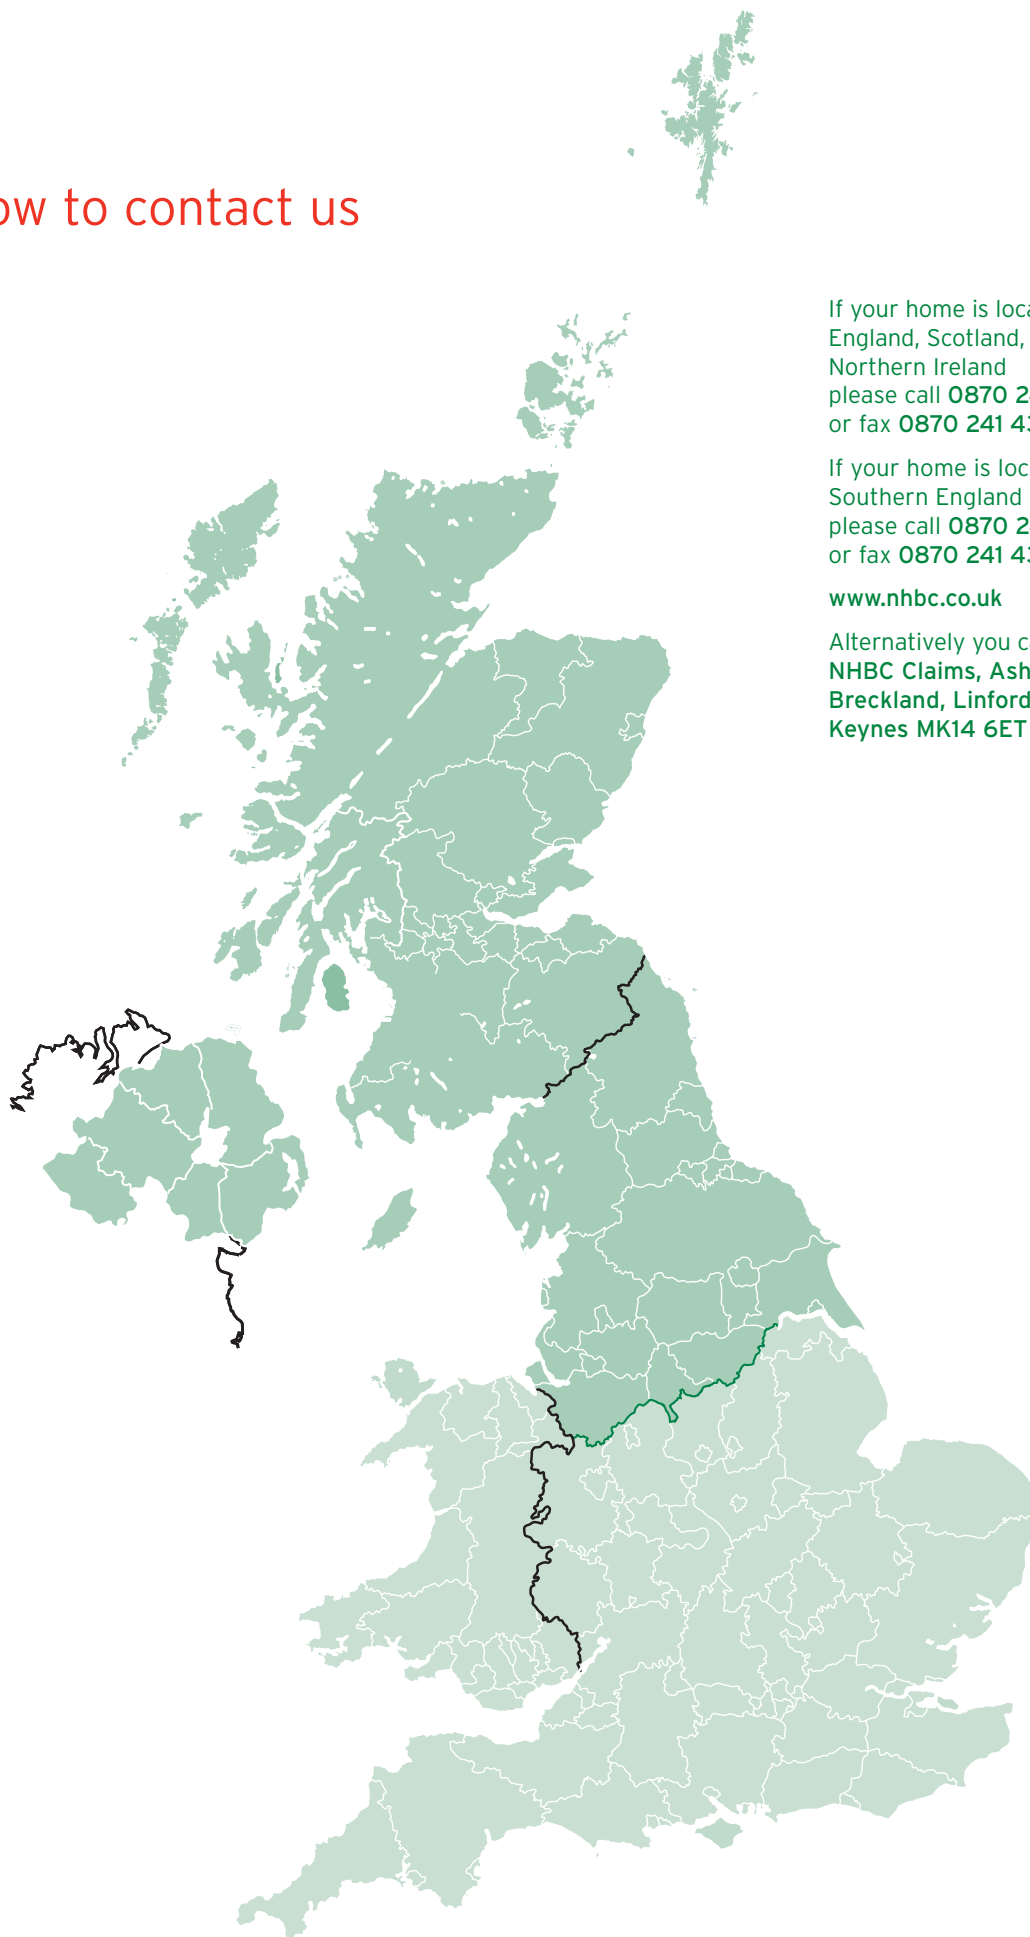 ow to contact us
If your home is loca
England, Scotland,
Northern Ireland
please call 0870 2
or fax 0870 241 43
If your home is loc
Southern England
please call 0870 2
or fax 0870 241 43
www.nhbc.co.uk
Alternatively you ca
NHBC Claims, Ash
Breckland, Linford
Keynes MK14 6ET